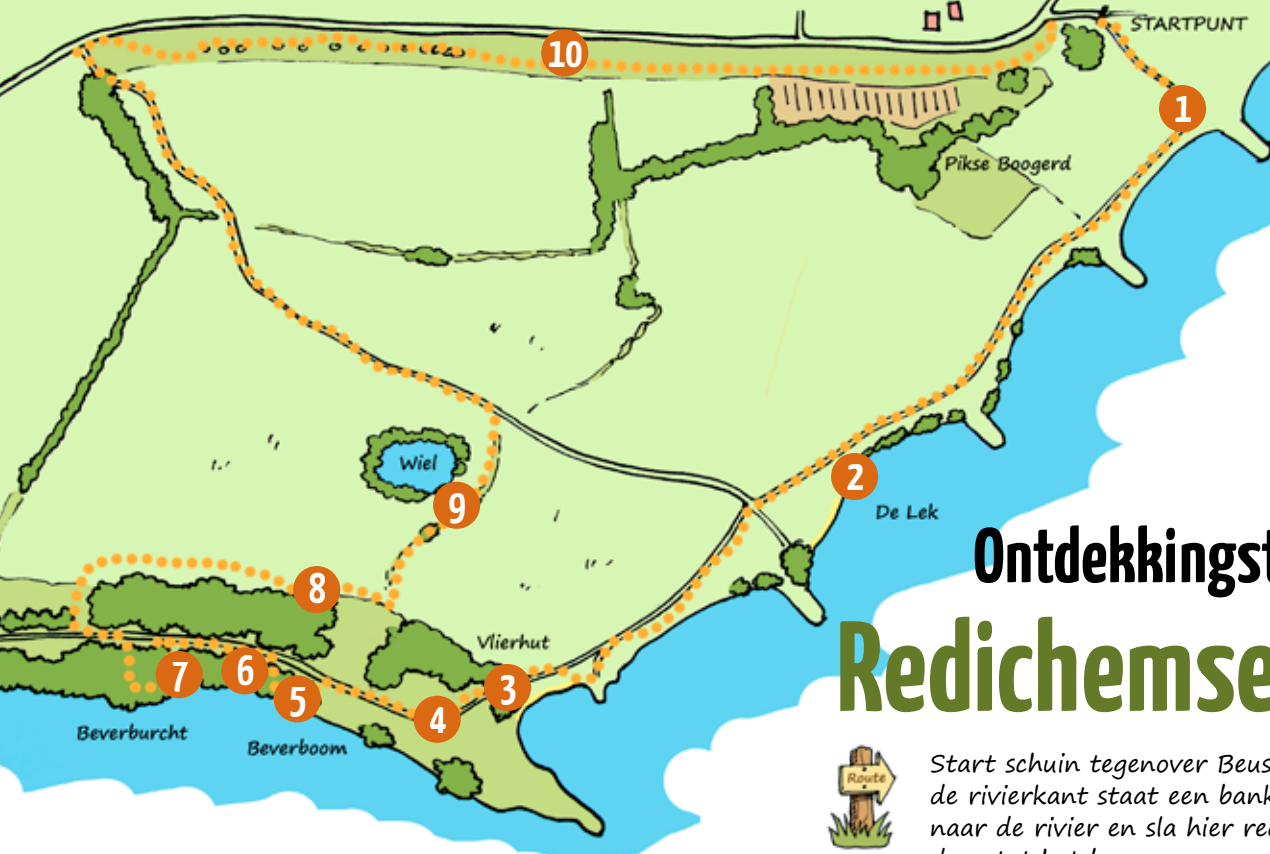 STARTPUNT
10
1
Pikse Boogerd
Wiel
9
2
De Lek
8
Vlierhut
7
6
5
4
3
Beverburcht
Beverboom
Ontdekkingst
Redichemse
Route
Start schuin tegenover Beus
de rivierkant staat een bank
naar de rivier en sla hier